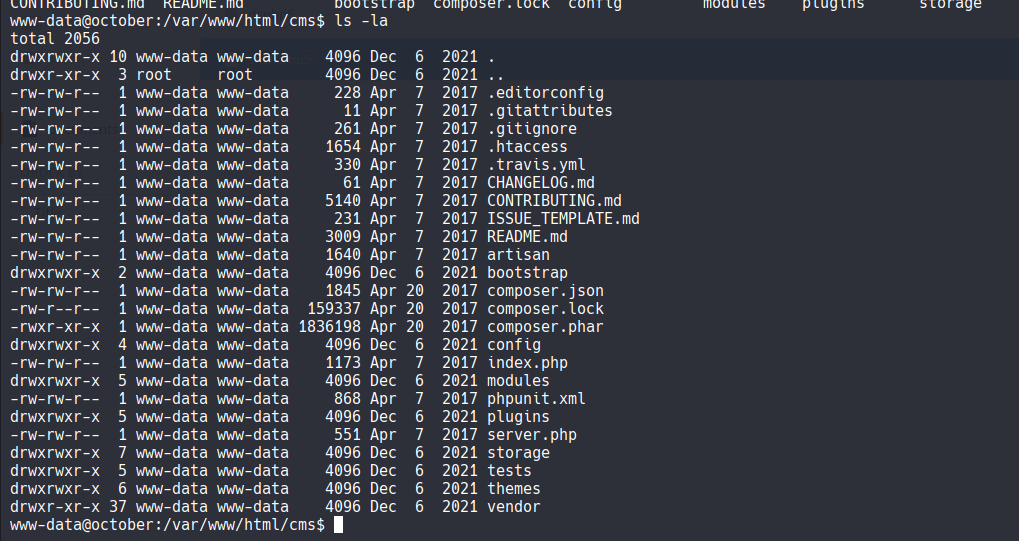 CONTRIBUTING.md  README.md          bootstrap  composer.lock  config         modules    plugins      storage
www-data@october:/var/www/html/cms$ ls -la
total 2056
drwxrwxr-x 10 www-data www-data    4096 Dec  6  2021 .
drwxr-xr-x  3 root     root        4096 Dec  6  2021 ..
-rw-rw-r--  1 www-data www-data     228 Apr  7  2017 .editorconfig
-rw-rw-r--  1 www-data www-data      11 Apr  7  2017 .gitattributes
-rw-rw-r--  1 www-data www-data     261 Apr  7  2017 .gitignore
-rw-rw-r--  1 www-data www-data    1654 Apr  7  2017 .htaccess
-rw-rw-r--  1 www-data www-data     330 Apr  7  2017 .travis.yml
-rw-rw-r--  1 www-data www-data      61 Apr  7  2017 CHANGELOG.md
-rw-rw-r--  1 www-data www-data    5140 Apr  7  2017 CONTRIBUTING.md
-rw-rw-r--  1 www-data www-data     231 Apr  7  2017 ISSUE_TEMPLATE.md
-rw-rw-r--  1 www-data www-data    3009 Apr  7  2017 README.md
-rw-rw-r--  1 www-data www-data    1640 Apr  7  2017 artisan
drwxrwxr-x  2 www-data www-data    4096 Dec  6  2021 bootstrap
-rw-rw-r--  1 www-data www-data    1845 Apr 20  2017 composer.json
-rw-r--r--  1 www-data www-data  159337 Apr 20  2017 composer.lock
-rwxr-xr-x  1 www-data www-data 1836198 Apr 20  2017 composer.phar
drwxrwxr-x  4 www-data www-data    4096 Dec  6  2021 config
-rw-rw-r--  1 www-data www-data    1173 Apr  7  2017 index.php
drwxrwxr-x  5 www-data www-data    4096 Dec  6  2021 modules
-rw-rw-r--  1 www-data www-data     868 Apr  7  2017 phpunit.xml
drwxrwxr-x  5 www-data www-data    4096 Dec  6  2021 plugins
-rw-rw-r--  1 www-data www-data     551 Apr  7  2017 server.php
drwxrwxr-x  7 www-data www-data    4096 Dec  6  2021 storage
drwxrwxr-x  5 www-data www-data    4096 Dec  6  2021 tests
drwxrwxr-x  6 www-data www-data    4096 Dec  6  2021 themes
drwxr-xr-x 37 www-data www-data    4096 Dec  6  2021 vendor
www-data@october:/var/www/html/cms$